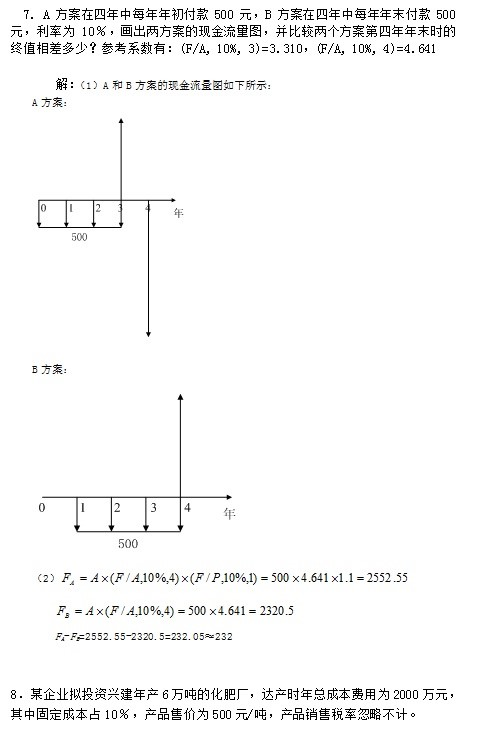 7. A 方案在四年中每年年初付款 500 元，B 方案在四年中每年年末付款 500
元，利率为 10％，画出两方案的现金流量图，并比较两个方案第四年年末时的
终值相差多少？参考系数有：(F/A, 10%, 3)=3.310，(F/A, 10%, 4)=4.641
解：（1）A 和 B 方案的现金流量图如下所示：
A 方案：
0 1 2 3 4 年
500
B 方案：
0 1 2 3 4 年
500
（2）F_A = A×(F/A,10%,4)×(F/P,10%,1) = 500×4.641×1.1 = 2552.55
F_B = A×(F/A,10%,4) = 500×4.641 = 2320.5
F_A-F_B=2552.55-2320.5=232.05≈232
8．某企业拟投资兴建年产 6 万吨的化肥厂，达产时年总成本费用为 2000 万元，
其中固定成本占 10％，产品售价为 500 元/吨，产品销售税率忽略不计。